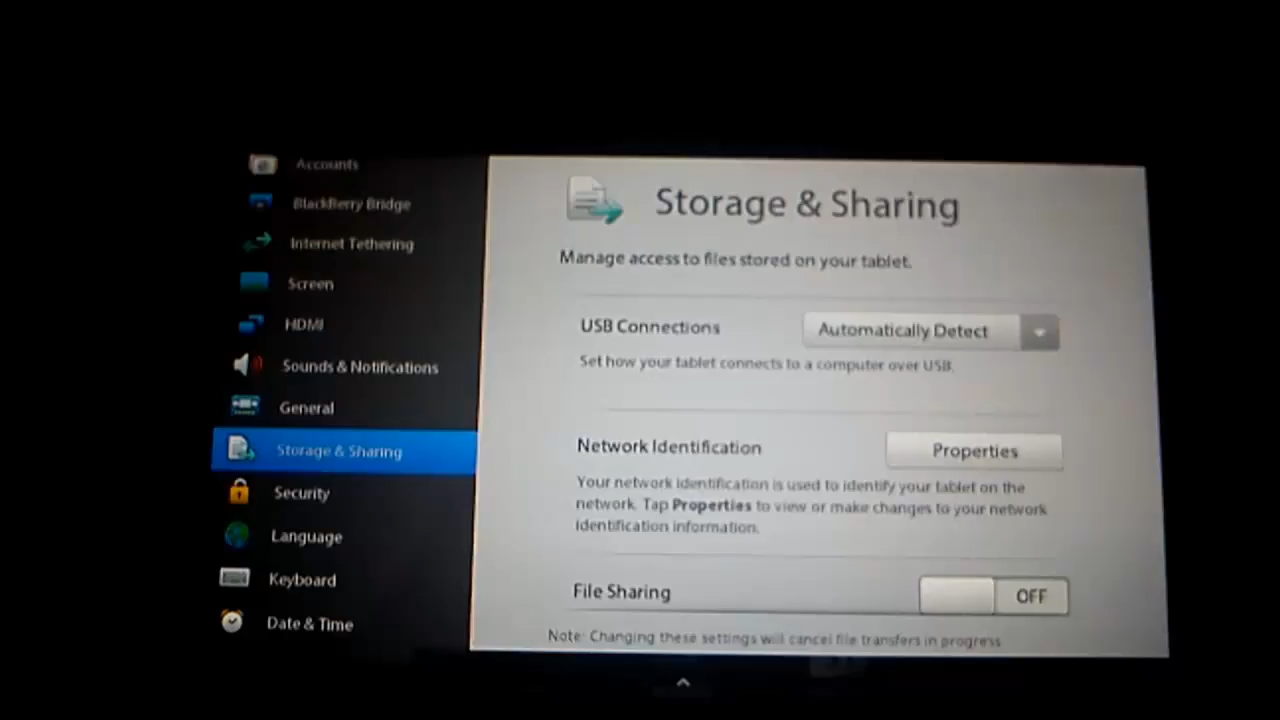 Accounts
BlackBerry Bridge
Internet Tethering
Screen
HDMI
Sounds & Notifications
General
Storage & Sharing
Security
Language
Keyboard
Date & Time
Storage & Sharing
Manage access to files stored on your tablet.
USB Connections
Automatically Detect
Set how your tablet connects to a computer over USB.
Network Identification
Properties
Your network identification is used to identify your tablet on the
network. Tap Properties to view or make changes to your network
identification information.
File Sharing
OFF
Note: Changing these settings will cancel file transfers in progress